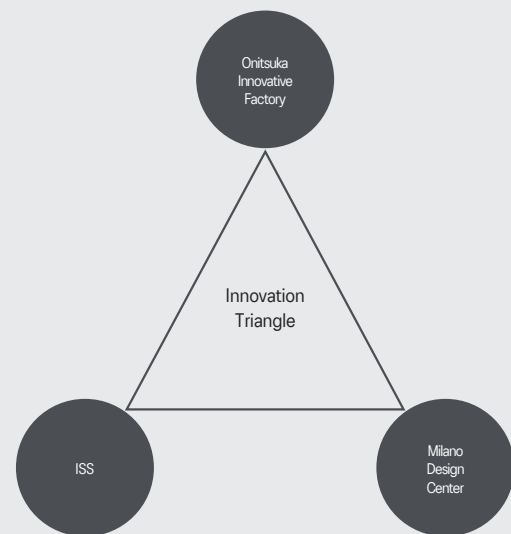 Onitsuka
Innovative
Factory
Innovation
Triangle
ISS
Milano
Design
Center